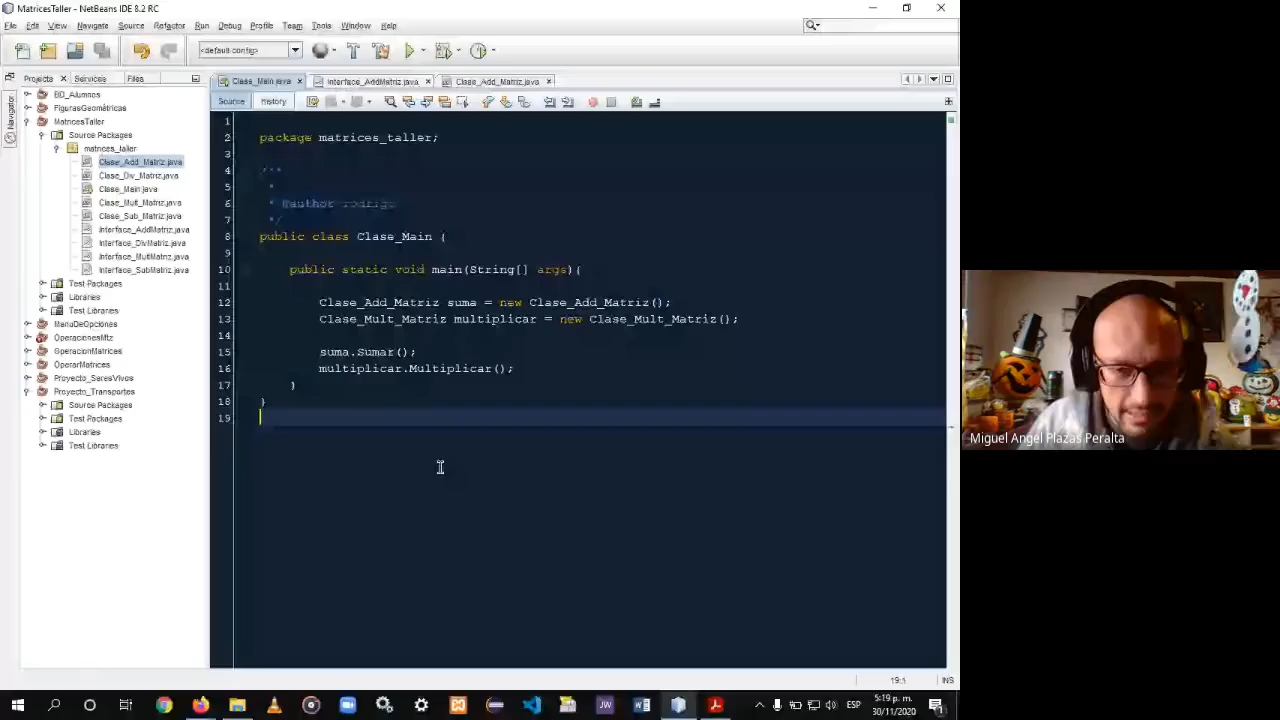 MatricesTaller - NetBeans IDE 8.2 RC
File Edit View Navigate Source Refactor Run Debug Profile Team Tools Window Help
<default config>
Projects Services Files
Clase_Main.java Interface_AddMatriz.java Clase_Add_Matriz.java
Source History
Navigator
BD_Alumnos
FigurasGeométricas
MatricesTaller
Source Packages
matrices_taller
Clase_Add_Matriz.java
Clase_Div_Matriz.java
Clase_Main.java
Clase_Mult_Matriz.java
Clase_Sub_Matriz.java
Interface_AddMatriz.java
Interface_DivMatriz.java
Interface_MutlMatriz.java
Interface_SubMatriz.java
Test Packages
Libraries
Test Libraries
MenuDeOpciones
OperacionesMtz
OperacionMatrices
OperarMatrices
Proyecto_SeresVivos
Proyecto_Transportes
Source Packages
Test Packages
Libraries
Test Libraries
1
2 package matrices_taller;
3
4 /**
5 *
6 * @author rodrigo
7 */
8 public class Clase_Main {
9
10 public static void main(String[] args){
11
12 Clase_Add_Matriz suma = new Clase_Add_Matriz();
13 Clase_Mult_Matriz multiplicar = new Clase_Mult_Matriz();
14
15 suma.Sumar();
16 multiplicar.Multiplicar();
17 }
18 }
19
Miguel Angel Plazas Peralta
19:1 INS
ESP
5:19 p. m.
30/11/2020